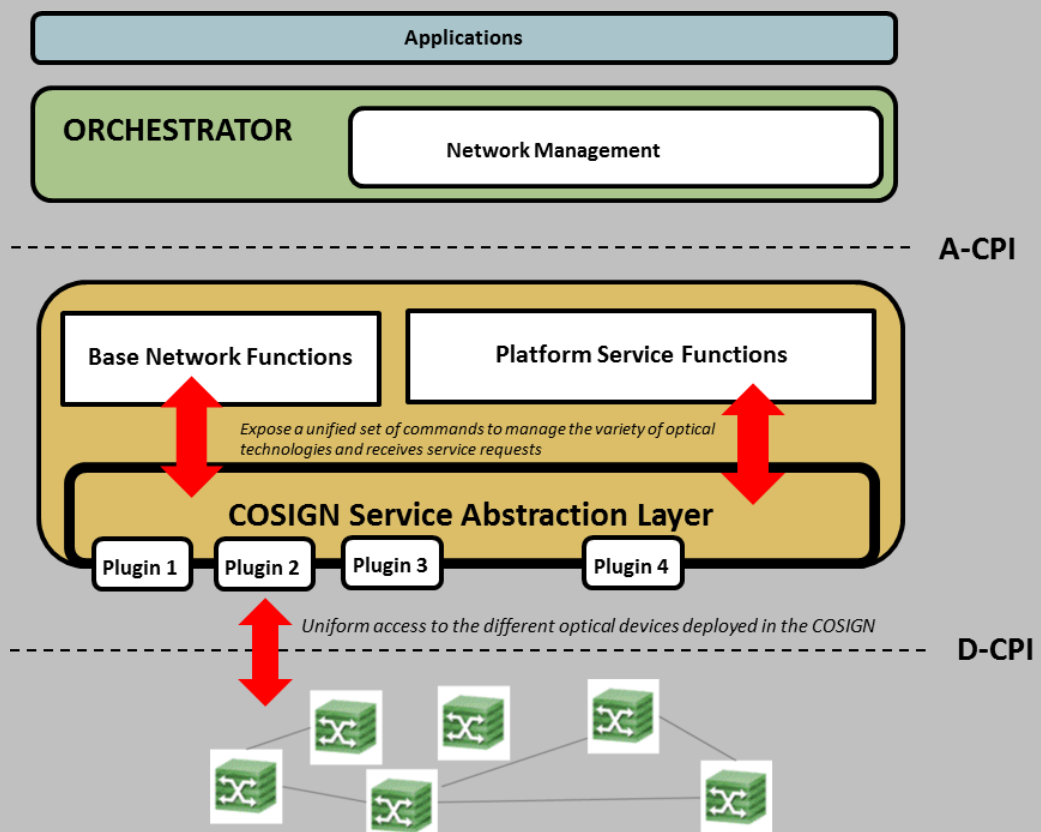 Applications
ORCHESTRATOR
Network Management
A-CPI
Base Network Functions
Platform Service Functions
Expose a unified set of commands to manage the variety of optical
technologies and receives service requests
COSIGN Service Abstraction Layer
Plugin 1
Plugin 2
Plugin 3
Plugin 4
Uniform access to the different optical devices deployed in the COSIGN
D-CPI